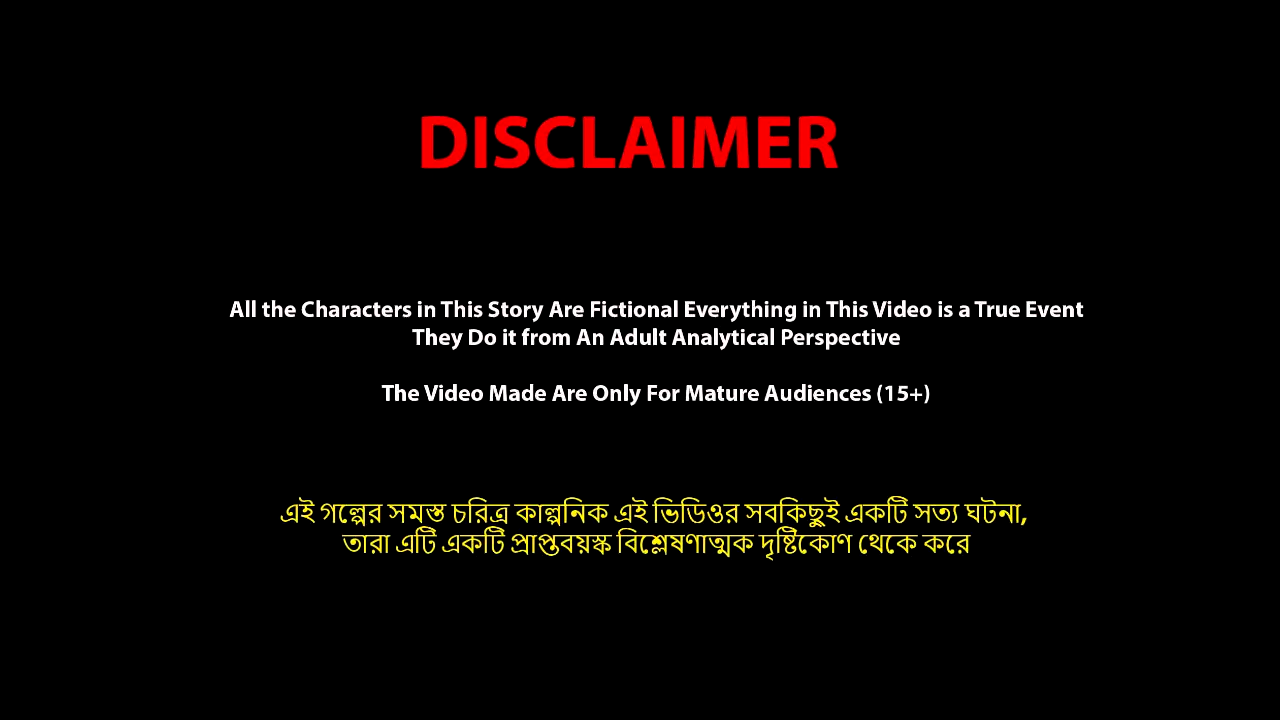 DISCLAIMER
All the Characters in This Story Are Fictional Everything in This Video is a True Event
They Do it from An Adult Analytical Perspective
The Video Made Are Only For Mature Audiences (15+)
এই গল্পের সমস্ত চরিত্র কাল্পনিক এই ভিডিওর সবকিছুই একটি সত্য ঘটনা,
তারা এটি একটি প্রাপ্তবয়স্ক বিশ্লেষণাত্মক দৃষ্টিকোণ থেকে করে